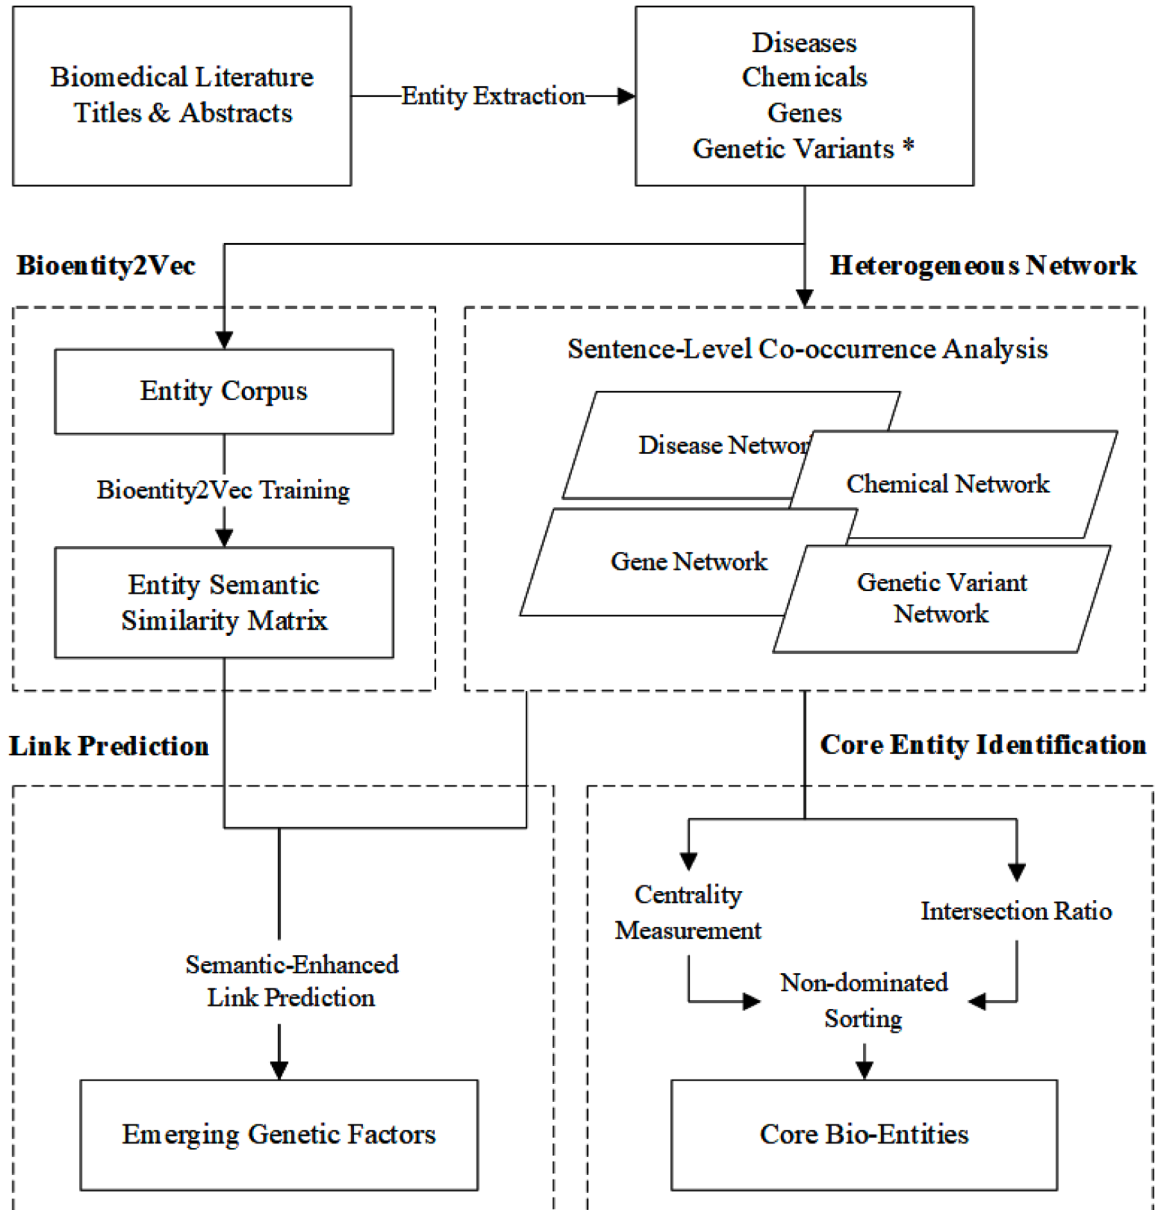 Biomedical Literature
Titles & Abstracts
Entity Extraction
Diseases
Chemicals
Genes
Genetic Variants *
Bioentity2Vec
Heterogeneous Network
Entity Corpus
Bioentity2Vec Training
Entity Semantic
Similarity Matrix
Sentence-Level Co-occurrence Analysis
Disease Network
Chemical Network
Gene Network
Genetic Variant
Network
Link Prediction
Core Entity Identification
Semantic-Enhanced
Link Prediction
Emerging Genetic Factors
Centrality
Measurement
Intersection Ratio
Non-dominated
Sorting
Core Bio-Entities